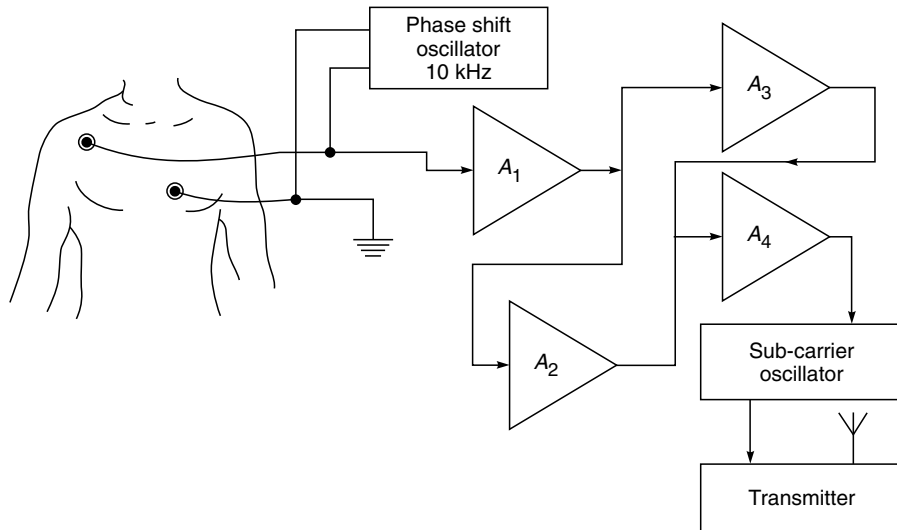 Phase shift
oscillator
10 kHz
A₁
A₃
A₄
A₂
Sub-carrier
oscillator
Transmitter